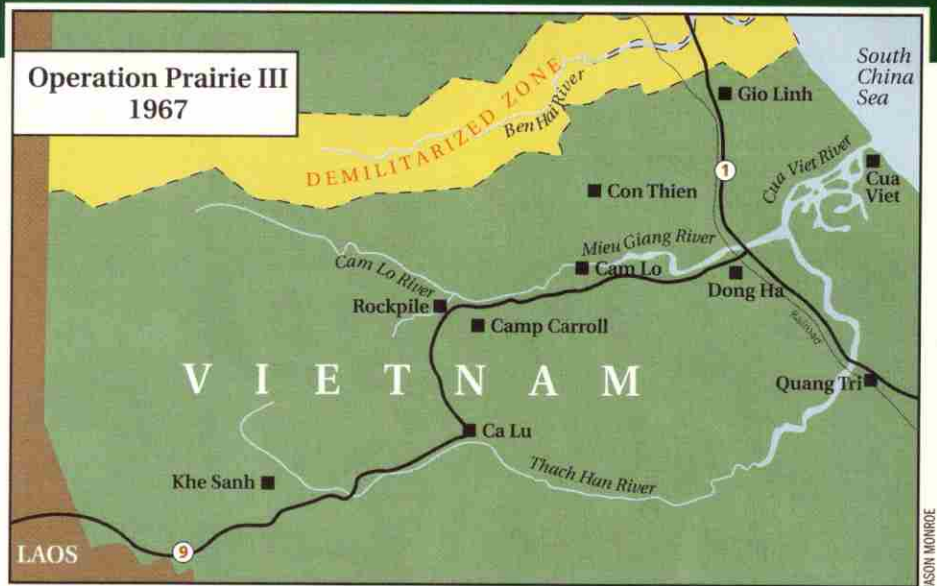 Operation Prairie III
1967
South
China
Sea
Gio Linh
DEMILITARIZED ZONE
Ben Hai River
1
Cua Viet River
Cua
Viet
Con Thien
Mieu Giang River
Cam Lo River
Cam Lo
Dong Ha
Rockpile
Camp Carroll
Railroad
VIETNAM
Quang Tri
Ca Lu
Khe Sanh
Thach Han River
9
LAOS
ASON MONROE